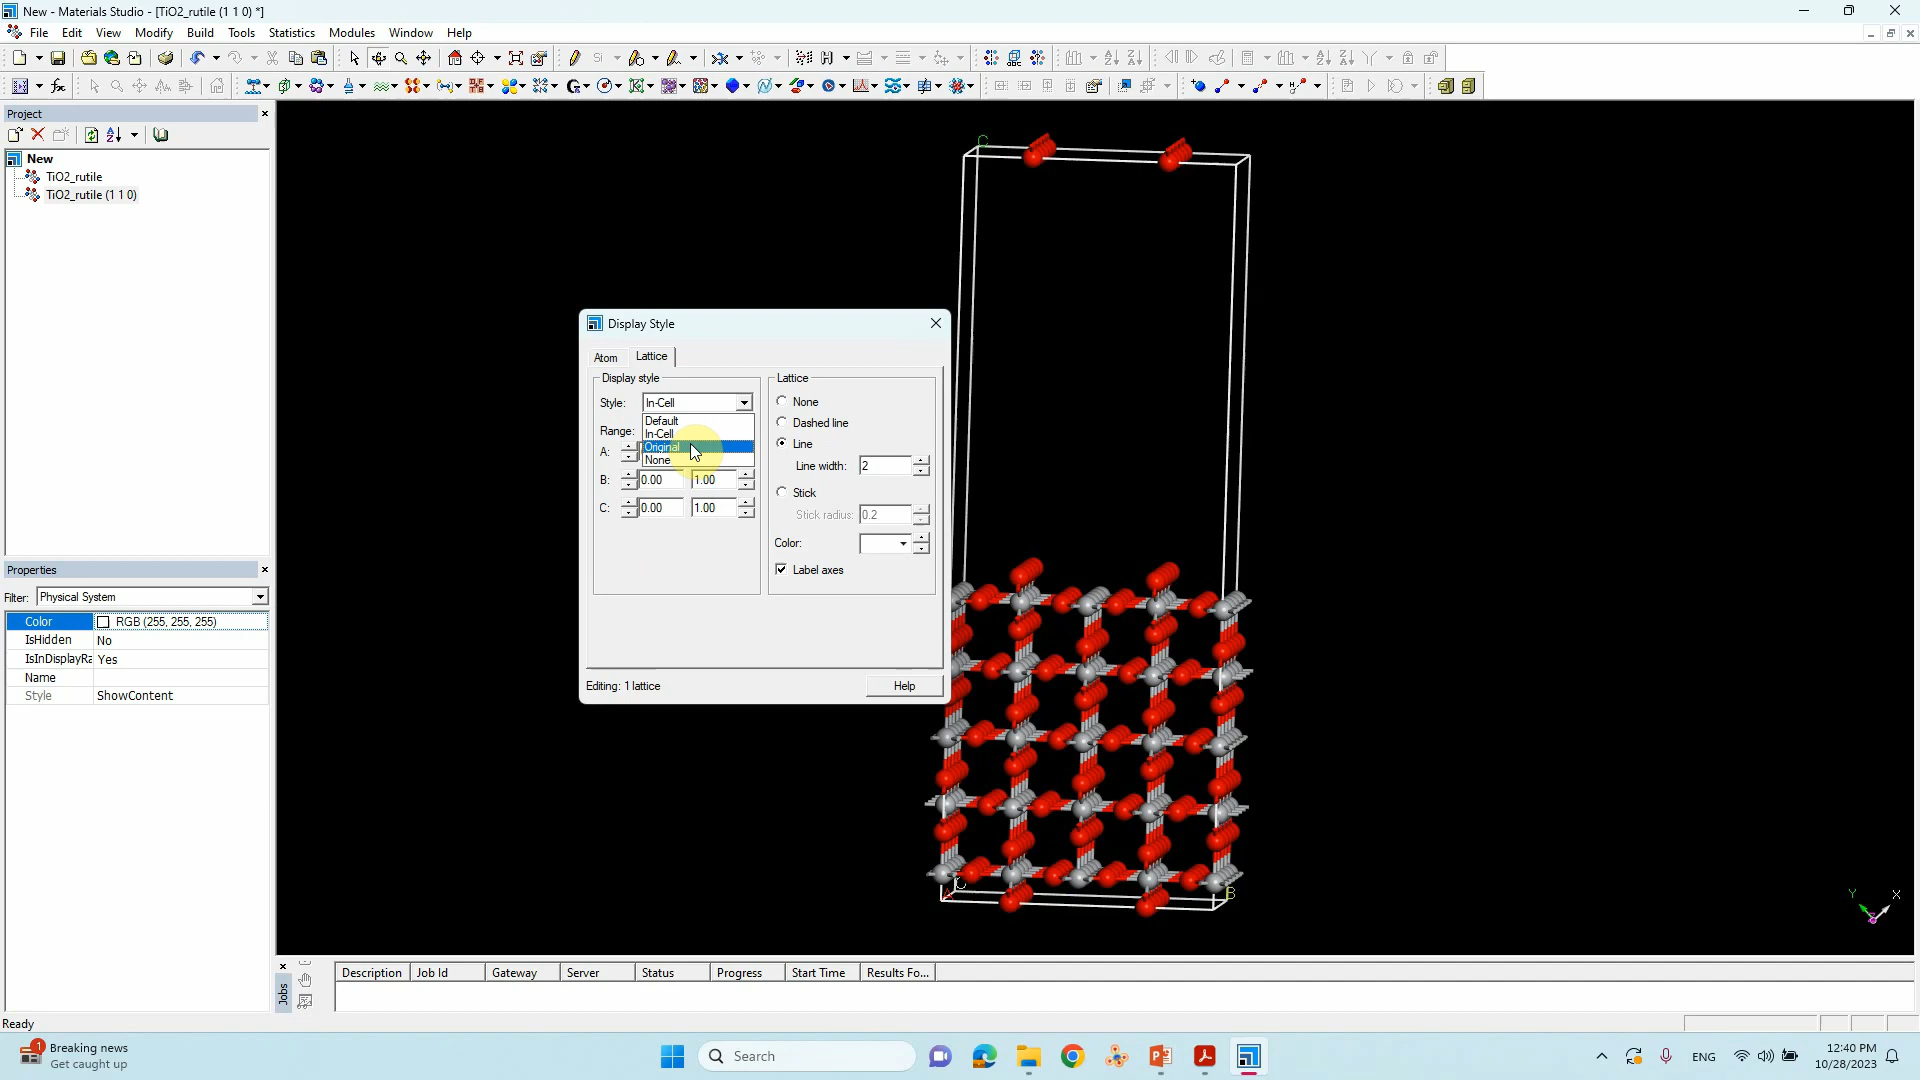 New - Materials Studio - [TiO2_rutile (1 1 0) *]
File Edit View Modify Build Tools Statistics Modules Window Help
Project
New
TiO2_rutile
TiO2_rutile (1 1 0)
Properties
Filter: Physical System
Color RGB (255, 255, 255)
IsHidden No
IsInDisplayRa Yes
Name
Style ShowContent
C
Display Style
Atom Lattice
Display style
Style: In-Cell
Default
In-Cell
Original
None
Range:
A:
B: 0.00 1.00
C: 0.00 1.00
Lattice
None
Dashed line
Line
Line width: 2
Stick
Stick radius: 0.2
Color:
Label axes
Editing: 1 lattice
Help
A
B
Y X
Z
Jobs
Description Job Id Gateway Server Status Progress Start Time Results Fo...
Ready
1 Breaking news
Get caught up
Search
ENG
12:40 PM
10/28/2023